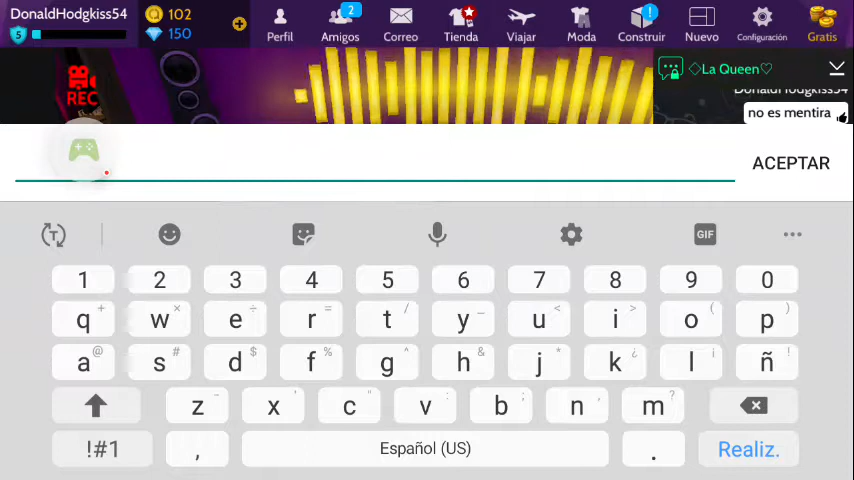 DonaldHodgkiss54
5
102
150
Perfil
2
Amigos
Correo
Tienda
Viajar
Moda
!
Construir
Nuevo
Configuración
Gratis
REC
◇La Queen♡
DonaldHodgkiss54
no es mentira
ACEPTAR
T
GIF
1 2 3 4 5 6 7 8 9 0
q + w × e ÷ r = t / y _ u < i > o ( p )
a @ s # d $ f % g ^ h & j * k ¿ l ¡ ñ !
z - x ' c " v : b ; n , m ?
!#1 , Español (US) . Realiz.